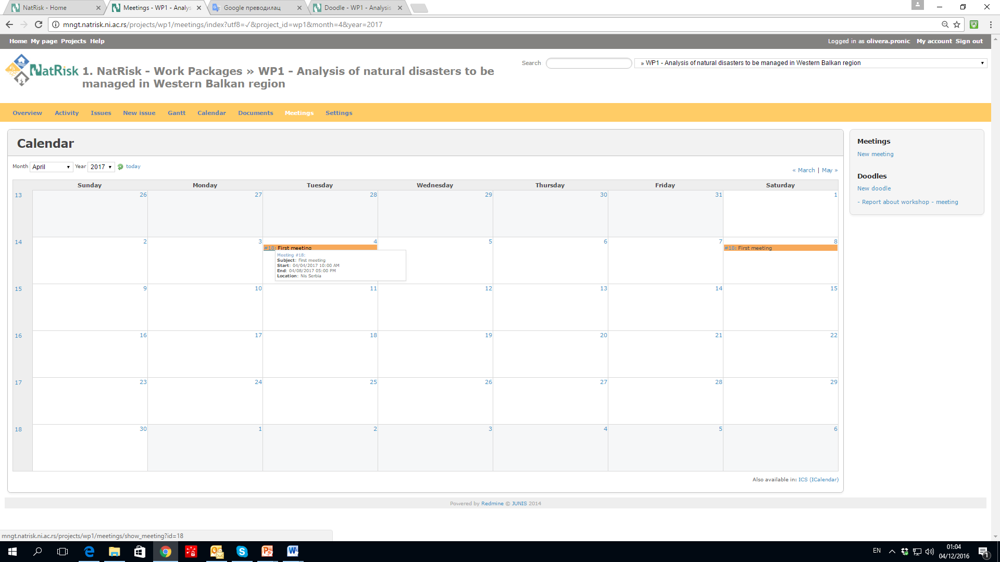 NatRisk - Home
Meetings - WP1 - Analys
Google преводилац
Doodle - WP1 - Analysis
mngt.natrisk.ni.ac.rs/projects/wp1/meetings/index?utf8=✓&project_id=wp1&month=4&year=2017
Home My page Projects Help
Logged in as olivera.pronic My account Sign out
NatRisk
1. NatRisk - Work Packages » WP1 - Analysis of natural disasters to be
managed in Western Balkan region
Search
» WP1 - Analysis of natural disasters to be managed in Western Balkan region
Overview Activity Issues New issue Gantt Calendar Documents Meetings Settings
Calendar
Month April Year 2017 today
« March | May »
Sunday Monday Tuesday Wednesday Thursday Friday Saturday
13 26 27 28 29 30 31 1
14 2 3 4 5 6 7 8
#18: First meeting
#18: First meeting
Meeting #18:
Subject: First meeting
Start: 04/04/2017 10:00 AM
End: 04/08/2017 05:00 PM
Location: Nis Serbia
15 9 10 11 12 13 14 15
16 16 17 18 19 20 21 22
17 23 24 25 26 27 28 29
18 30 1 2 3 4 5 6
Also available in: ICS (ICalendar)
Meetings
New meeting
Doodles
New doodle
- Report about workshop - meeting
Powered by Redmine © JUNIS 2014
mngt.natrisk.ni.ac.rs/projects/wp1/meetings/show_meeting?id=18
EN
01:04
04/12/2016
1